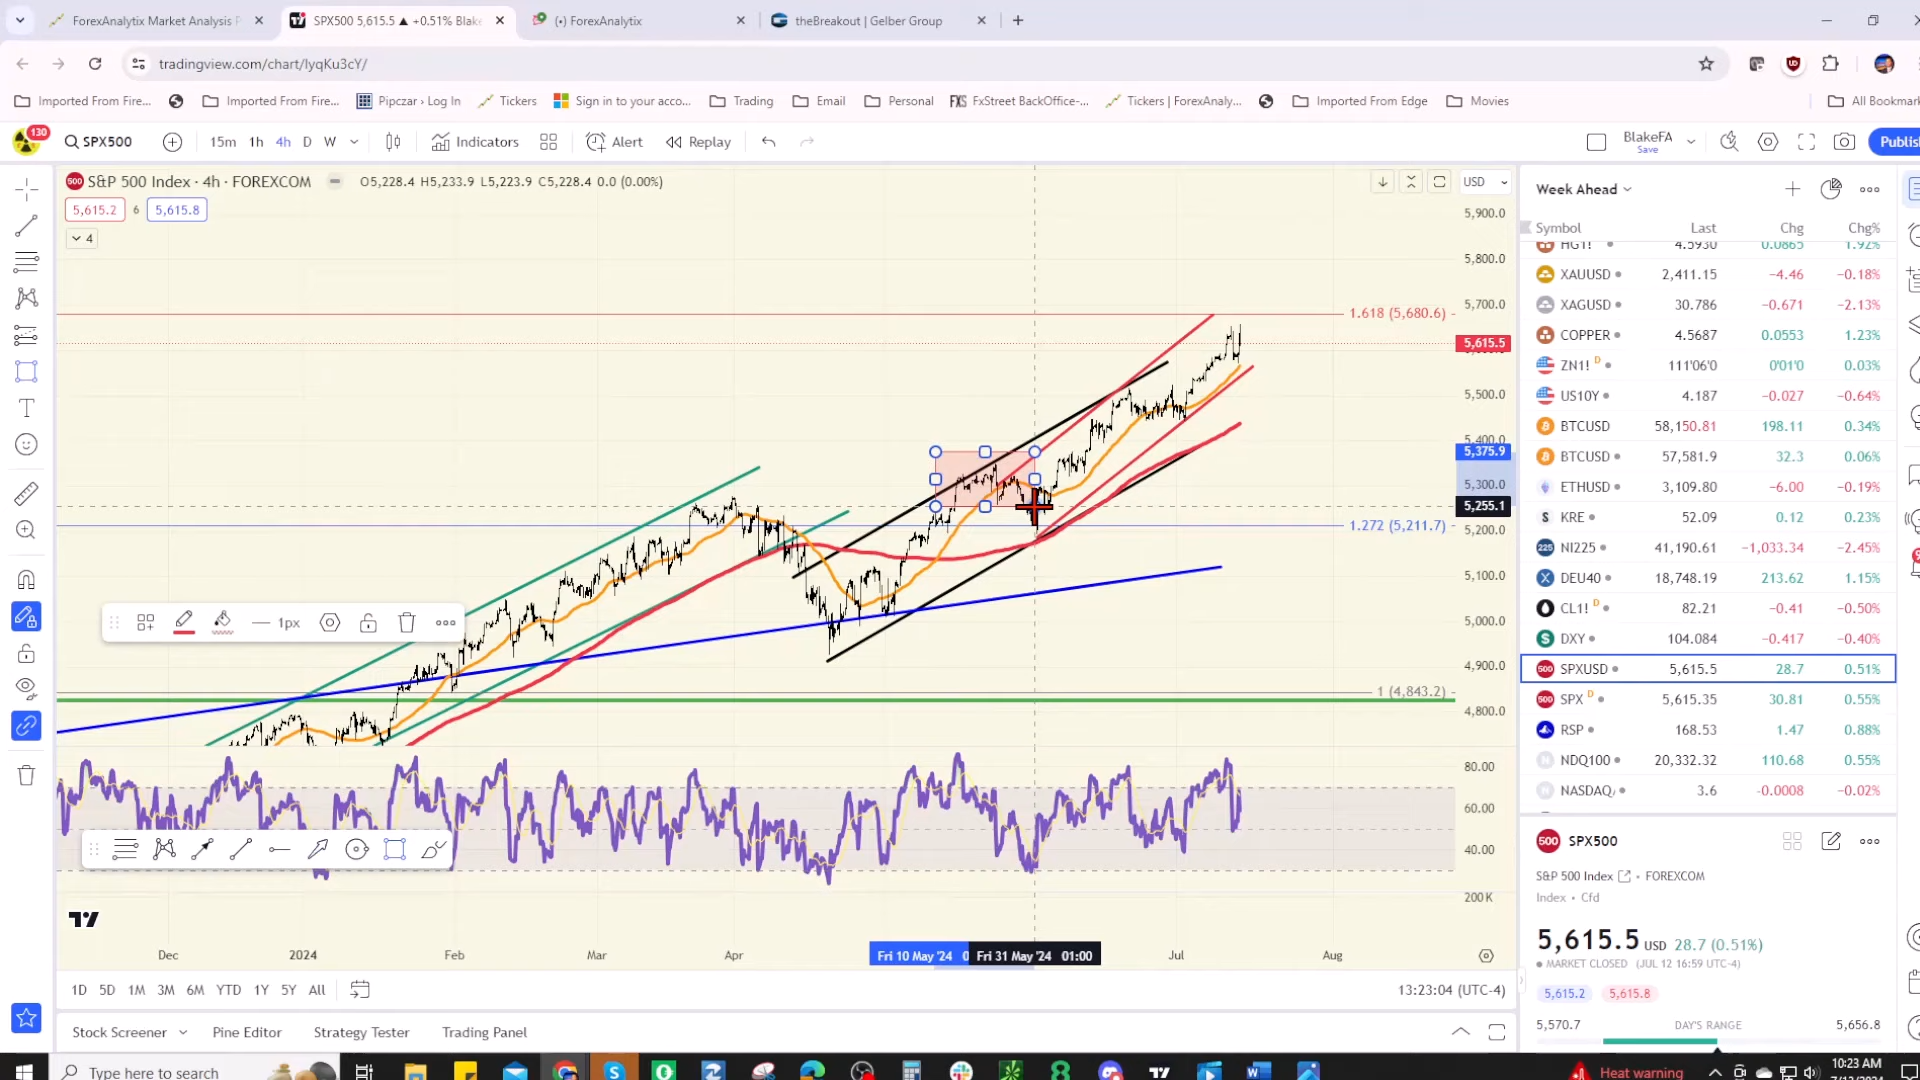 ForexAnalytix Market Analysis P
SPX500 5,615.5 ▲ +0.51% Blake
(•) ForexAnalytix
theBreakout | Gelber Group
tradingview.com/chart/IyqKu3cY/
Imported From Fire...
Imported From Fire...
Pipczar › Log In
Tickers
Sign in to your acco...
Trading
Email
Personal
FXS FxStreet BackOffice-...
Tickers | ForexAnaly...
Imported From Edge
Movies
All Bookmar
130
SPX500
15m 1h 4h D W
Indicators
Alert
Replay
BlakeFA
Save
Publis
S&P 500 Index · 4h · FOREXCOM
O5,228.4 H5,233.9 L5,223.9 C5,228.4 0.0 (0.00%)
USD
5,615.2 6 5,615.8
4
5,900.0
5,800.0
5,700.0
1.618 (5,680.6)
5,615.5
5,500.0
5,400.0
5,375.9
5,300.0
5,255.1
1.272 (5,211.7)
5,200.0
5,100.0
5,000.0
4,900.0
1 (4,843.2)
4,800.0
1px
80.00
60.00
40.00
200 K
Dec 2024 Feb Mar Apr
Fri 10 May '24 0
Fri 31 May '24 01:00
Jul Aug
1D 5D 1M 3M 6M YTD 1Y 5Y All
13:23:04 (UTC-4)
Stock Screener Pine Editor Strategy Tester Trading Panel
Week Ahead
Symbol Last Chg Chg%
HG1! 4.5930 0.0865 1.92%
XAUUSD 2,411.15 −4.46 −0.18%
XAGUSD 30.786 −0.671 −2.13%
COPPER 4.5687 0.0553 1.23%
ZN1! D 111'06'0 0'01'0 0.03%
US10Y 4.187 −0.027 −0.64%
BTCUSD 58,150.81 198.11 0.34%
BTCUSD 57,581.9 32.3 0.06%
ETHUSD 3,109.80 −6.00 −0.19%
KRE 52.09 0.12 0.23%
NI225 41,190.61 −1,033.34 −2.45%
DEU40 18,748.19 213.62 1.15%
CL1! D 82.21 −0.41 −0.50%
DXY 104.084 −0.417 −0.40%
SPXUSD 5,615.5 28.7 0.51%
SPX D 5,615.35 30.81 0.55%
RSP 168.53 1.47 0.88%
NDQ100 20,332.32 110.68 0.55%
NASDAQ/ 3.6 -0.0008 −0.02%
500 SPX500
S&P 500 Index • FOREXCOM
Index • Cfd
5,615.5 USD 28.7 (0.51%)
MARKET CLOSED (JUL 12 16:59 UTC-4)
5,615.2 5,615.8
5,570.7 DAY'S RANGE 5,656.8
Type here to search
Heat warning
10:23 AM